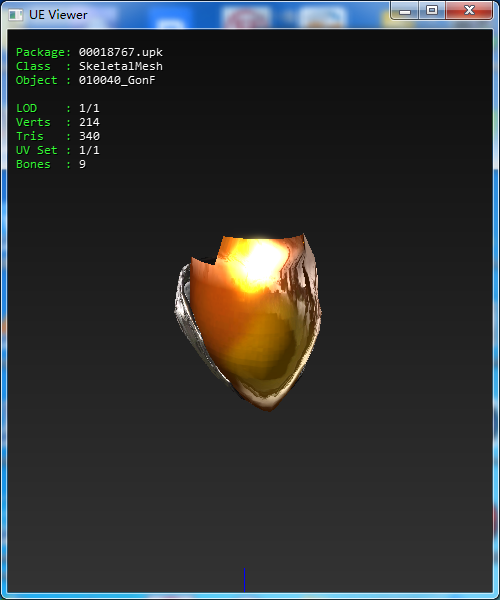 UE Viewer
Package: 00018767.upk
Class  : SkeletalMesh
Object : 010040_GonF
LOD    : 1/1
Verts  : 214
Tris   : 340
UV Set : 1/1
Bones  : 9